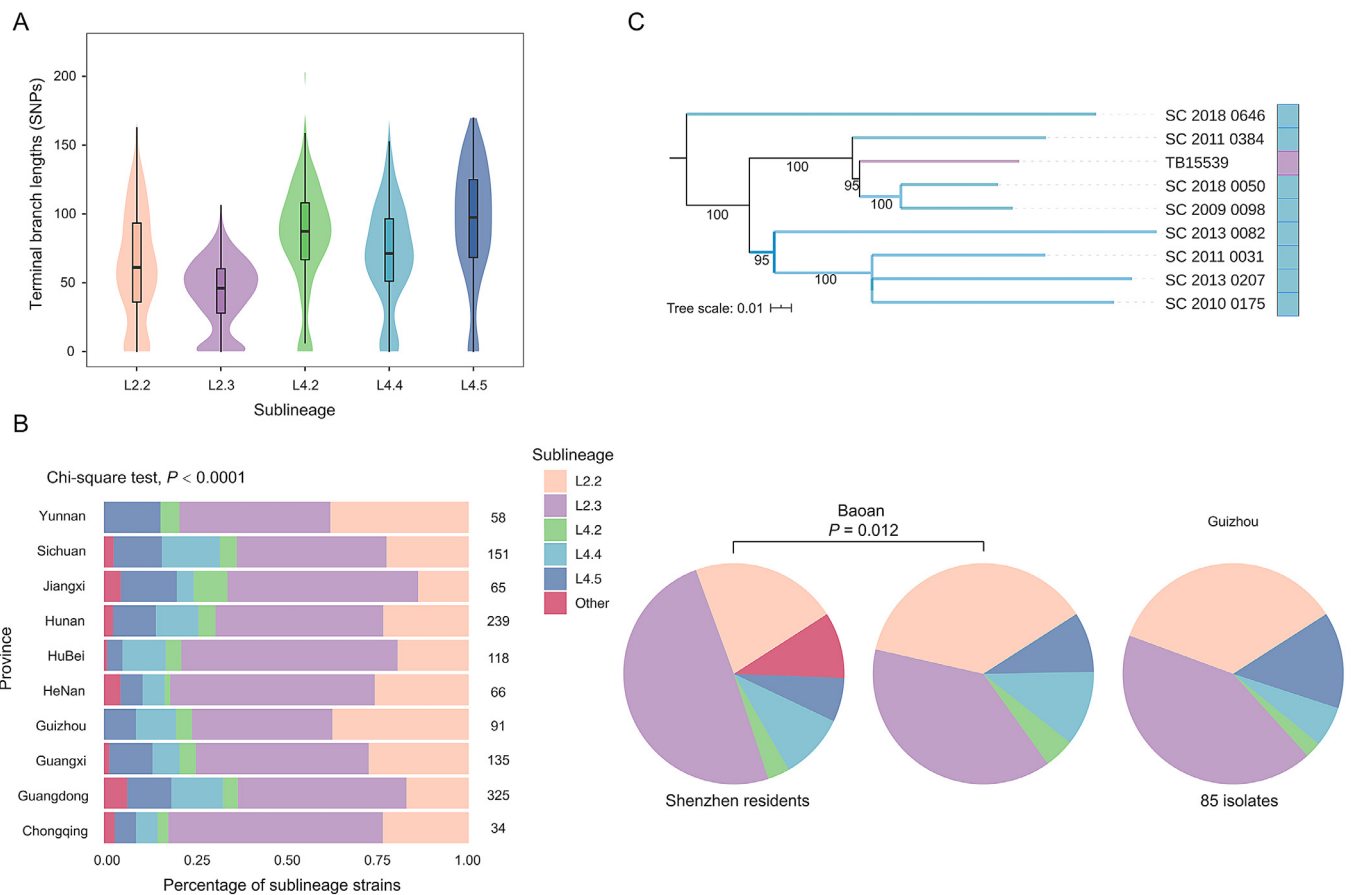 A
Terminal branch lengths (SNPs)
200
150
100
50
0
L2.2 L2.3 L4.2 L4.4 L4.5
Sublineage
C
SC 2018 0646
SC 2011 0384
TB15539
SC 2018 0050
SC 2009 0098
SC 2013 0082
SC 2011 0031
SC 2013 0207
SC 2010 0175
100
95
100
100
95
100
Tree scale: 0.01
B
Chi-square test, P < 0.0001
Province
Yunnan 58
Sichuan 151
Jiangxi 65
Hunan 239
HuBei 118
HeNan 66
Guizhou 91
Guangxi 135
Guangdong 325
Chongqing 34
0.00 0.25 0.50 0.75 1.00
Percentage of sublineage strains
Sublineage
L2.2
L2.3
L4.2
L4.4
L4.5
Other
Baoan
P = 0.012
Guizhou
Shenzhen residents
85 isolates